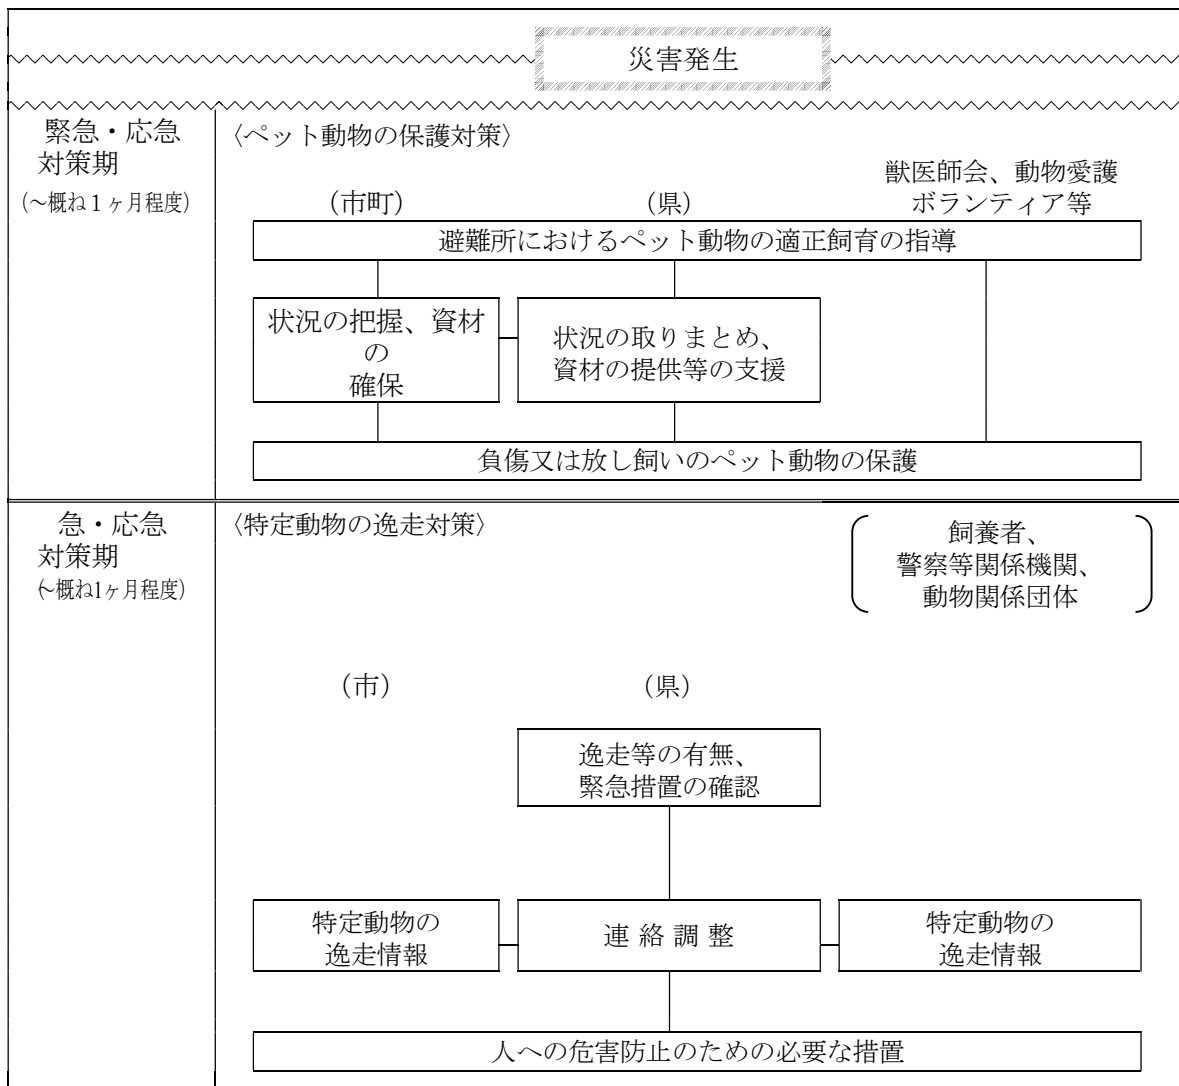 災害発生
緊急・応急
対策期
(～概ね１ヶ月程度)
〈ペット動物の保護対策〉
獣医師会、動物愛護
ボランティア等
(市町)
(県)
避難所におけるペット動物の適正飼育の指導
状況の把握、資材
の
確保
状況の取りまとめ、
資材の提供等の支援
負傷又は放し飼いのペット動物の保護
急・応急
対策期
(～概ね1ヶ月程度)
〈特定動物の逸走対策〉
飼養者、
警察等関係機関、
動物関係団体
(市)
(県)
逸走等の有無、
緊急措置の確認
特定動物の
逸走情報
連 絡 調 整
特定動物の
逸走情報
人への危害防止のための必要な措置